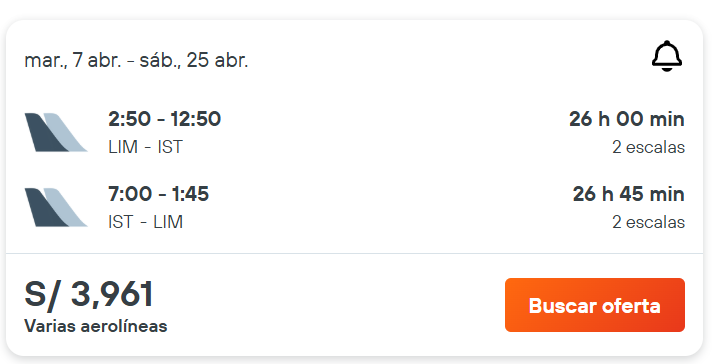 mar., 7 abr. - sáb., 25 abr.
2:50 - 12:50 26 h 00 min
LIM - IST 2 escalas
7:00 - 1:45 26 h 45 min
IST - LIM 2 escalas
S/ 3,961
Varias aerolíneas
Buscar oferta